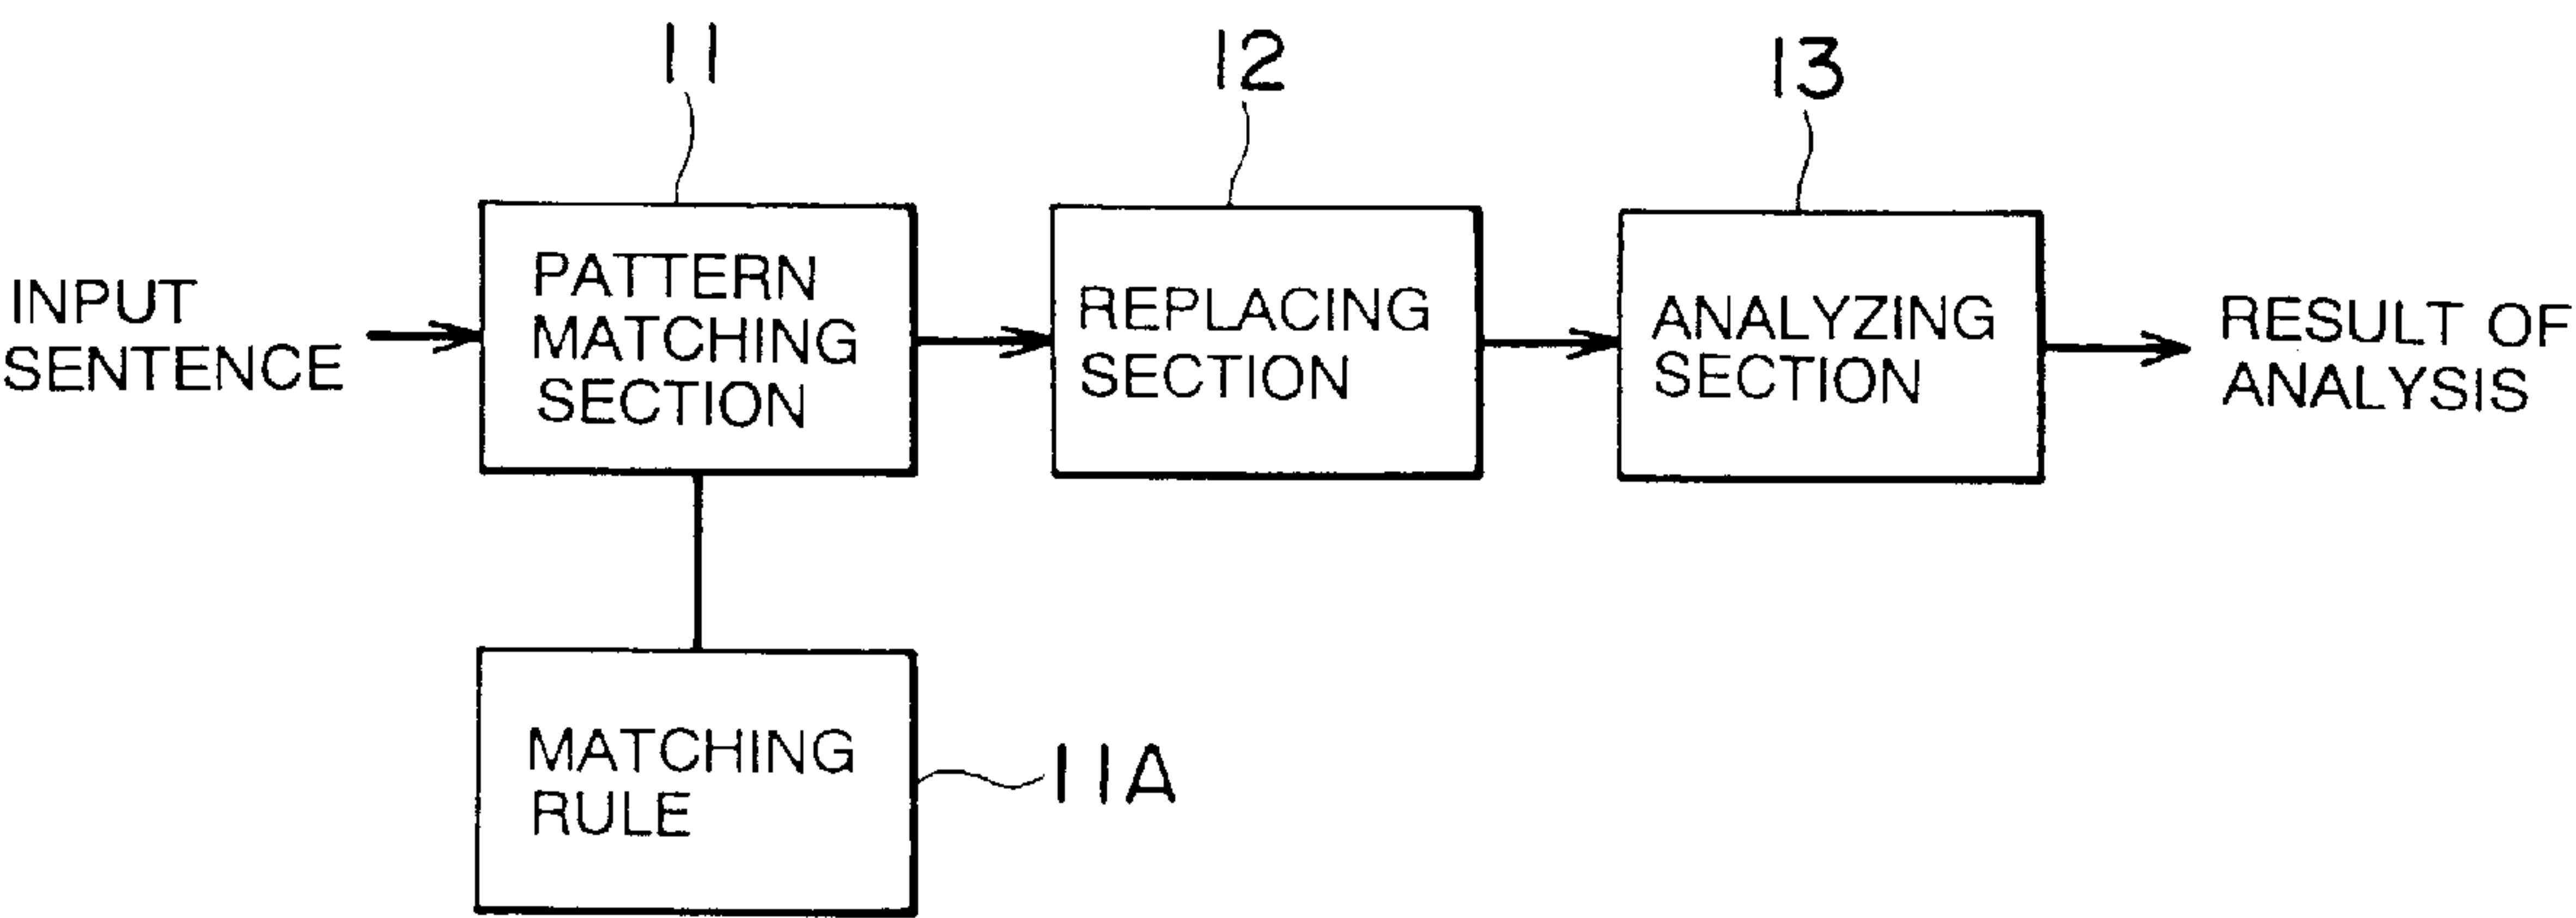 11
12
13
INPUT
SENTENCE
PATTERN
MATCHING
SECTION
REPLACING
SECTION
ANALYZING
SECTION
RESULT OF
ANALYSIS
MATCHING
RULE
11A